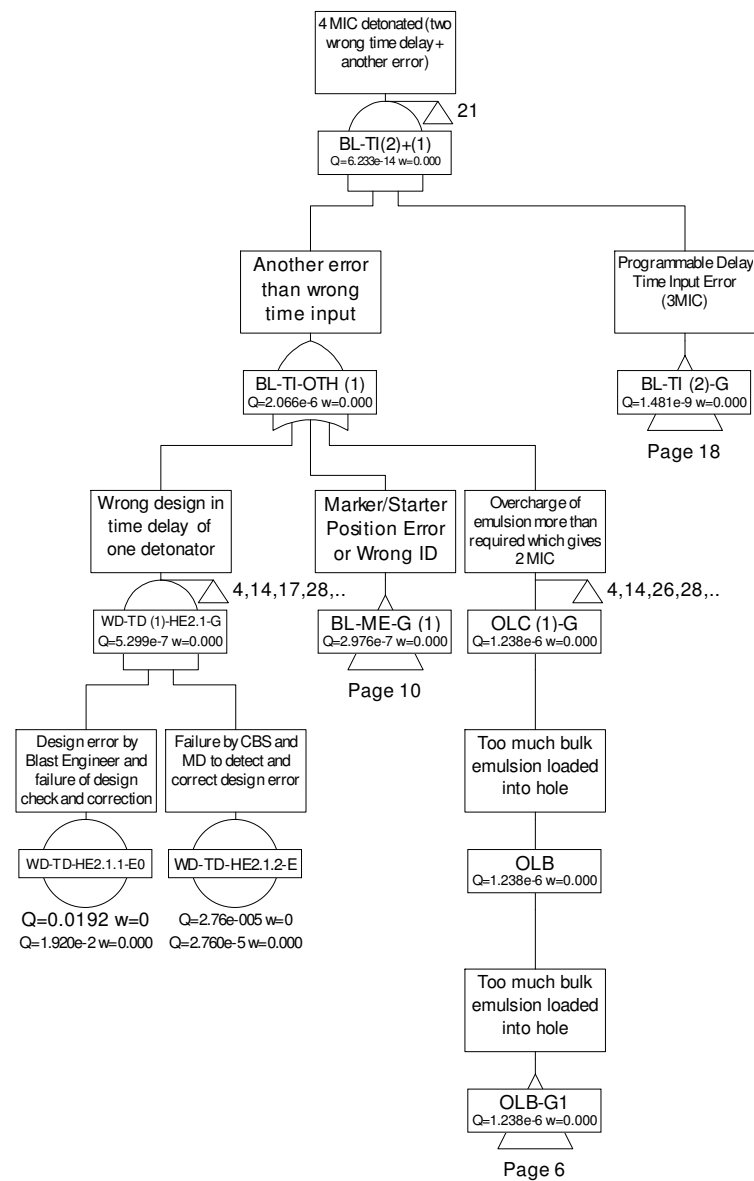 4 MIC detonated (two
wrong time delay+
another error)
21
BL-TI(2)+(1)
Q=6.233e-14 w=0.000
Another error
than wrong
time input
Programmable Delay
Time Input Error
(3MIC)
BL-TI-OTH (1)
Q=2.066e-6 w=0.000
BL-TI (2)-G
Q=1.481e-9 w=0.000
Page 18
Wrong design in
time delay of
one detonator
Marker/Starter
Position Error
or Wrong ID
Overcharge of
emulsion more than
required which gives
2 MIC
4,14,17,28,..
4,14,26,28,..
WD-TD (1)-HE2.1-G
Q=5.299e-7 w=0.000
BL-ME-G (1)
Q=2.976e-7 w=0.000
OLC (1)-G
Q=1.238e-6 w=0.000
Page 10
Design error by
Blast Engineer and
failure of design
check and correction
Failure by CBS and
MD to detect and
correct design error
Too much bulk
emulsion loaded
into hole
WD-TD-HE2.1.1-E0
Q=0.0192 w=0
Q=1.920e-2 w=0.000
WD-TD-HE2.1.2-E
Q=2.76e-005 w=0
Q=2.760e-5 w=0.000
OLB
Q=1.238e-6 w=0.000
Too much bulk
emulsion loaded
into hole
OLB-G1
Q=1.238e-6 w=0.000
Page 6